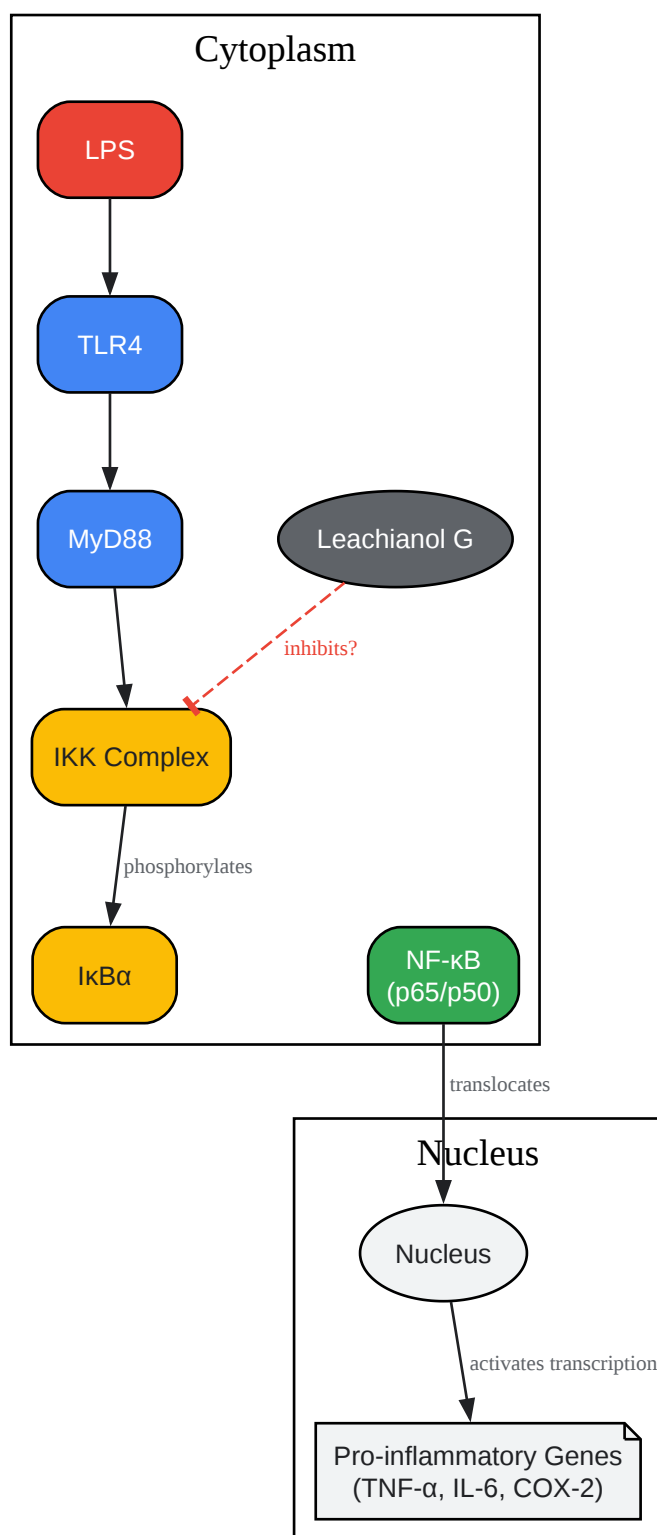 Cytoplasm
LPS
TLR4
MyD88
Leachianol G
inhibits?
IKK Complex
phosphorylates
IκBα
NF-κB
(p65/p50)
translocates
Nucleus
Nucleus
activates transcription
Pro-inflammatory Genes
(TNF-α, IL-6, COX-2)